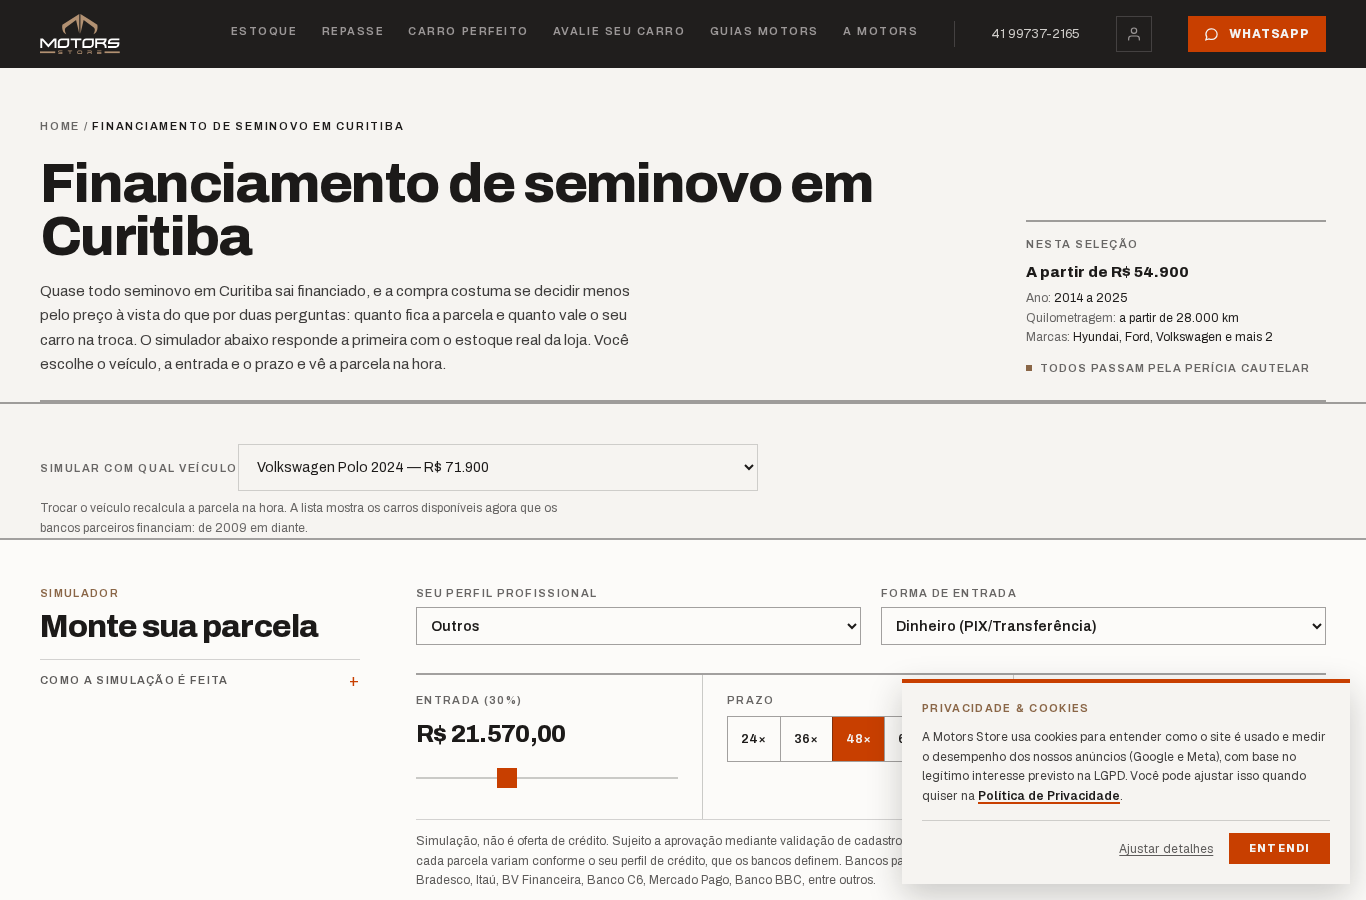 MOTORS
STORE
ESTOQUE
REPASSE
CARRO PERFEITO
AVALIE SEU CARRO
GUIAS MOTORS
A MOTORS
41 99737-2165
WHATSAPP
HOME / FINANCIAMENTO DE SEMINOVO EM CURITIBA
Financiamento de seminovo em
Curitiba
Quase todo seminovo em Curitiba sai financiado, e a compra costuma se decidir menos
pelo preço à vista do que por duas perguntas: quanto fica a parcela e quanto vale o seu
carro na troca. O simulador abaixo responde a primeira com o estoque real da loja. Você
escolhe o veículo, a entrada e o prazo e vê a parcela na hora.
NESTA SELEÇÃO
A partir de R$ 54.900
Ano: 2014 a 2025
Quilometragem: a partir de 28.000 km
Marcas: Hyundai, Ford, Volkswagen e mais 2
TODOS PASSAM PELA PERÍCIA CAUTELAR
SIMULAR COM QUAL VEÍCULO
Volkswagen Polo 2024 — R$ 71.900
Trocar o veículo recalcula a parcela na hora. A lista mostra os carros disponíveis agora que os
bancos parceiros financiam: de 2009 em diante.
SIMULADOR
Monte sua parcela
COMO A SIMULAÇÃO É FEITA
+
SEU PERFIL PROFISSIONAL
Outros
FORMA DE ENTRADA
Dinheiro (PIX/Transferência)
ENTRADA (30%)
R$ 21.570,00
PRAZO
24×
36×
48×
Simulação, não é oferta de crédito. Sujeito a aprovação mediante validação de cadastro
cada parcela variam conforme o seu perfil de crédito, que os bancos definem. Bancos
Bradesco, Itaú, BV Financeira, Banco C6, Mercado Pago, Banco BBC, entre outros.
PRIVACIDADE & COOKIES
A Motors Store usa cookies para entender como o site é usado e medir
o desempenho dos nossos anúncios (Google e Meta), com base no
legítimo interesse previsto na LGPD. Você pode ajustar isso quando
quiser na Política de Privacidade.
Ajustar detalhes
ENTENDI